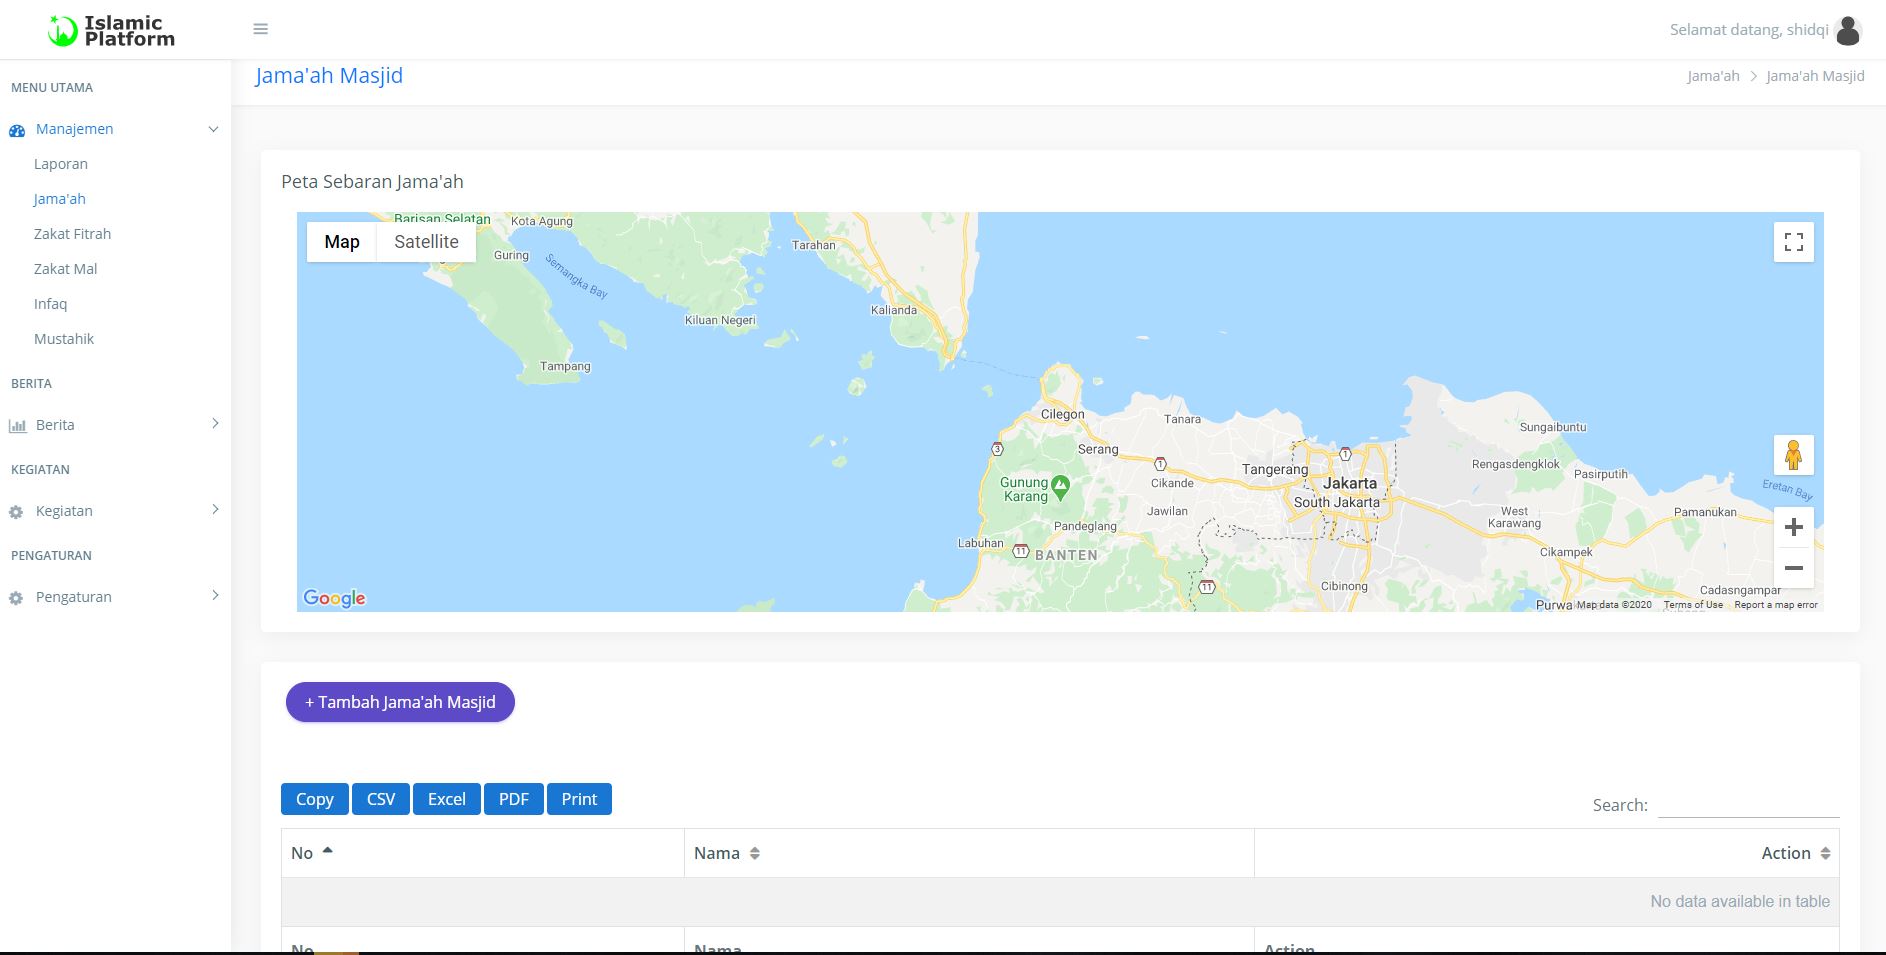 Islamic
Platform
Selamat datang, shidqi
MENU UTAMA
Manajemen
Laporan
Jama'ah
Zakat Fitrah
Zakat Mal
Infaq
Mustahik
BERITA
Berita
KEGIATAN
Kegiatan
PENGATURAN
Pengaturan
Jama'ah Masjid
Jama'ah > Jama'ah Masjid
Peta Sebaran Jama'ah
Map Satellite
Barisan Selatan
Kota Agung
Guring
Semangka Bay
Tarahan
Kiluan Negeri
Kalianda
Tampang
Cilegon
Tanara
Sungaibuntu
3
Serang
1
Tangerang
1
Rengasdengklok
Pasirputih
Gunung
Karang
Cikande
Jakarta
South Jakarta
Eretan Bay
Jawilan
West
Karawang
Pamanukan
Pandeglang
Labuhan
11
BANTEN
Cikampek
11
Cibinong
Cadasngampar
Purwa
Google
Map data ©2020 Terms of Use Report a map error
+ Tambah Jama'ah Masjid
Copy CSV Excel PDF Print
Search:
No Nama Action
No data available in table
No Nama Action